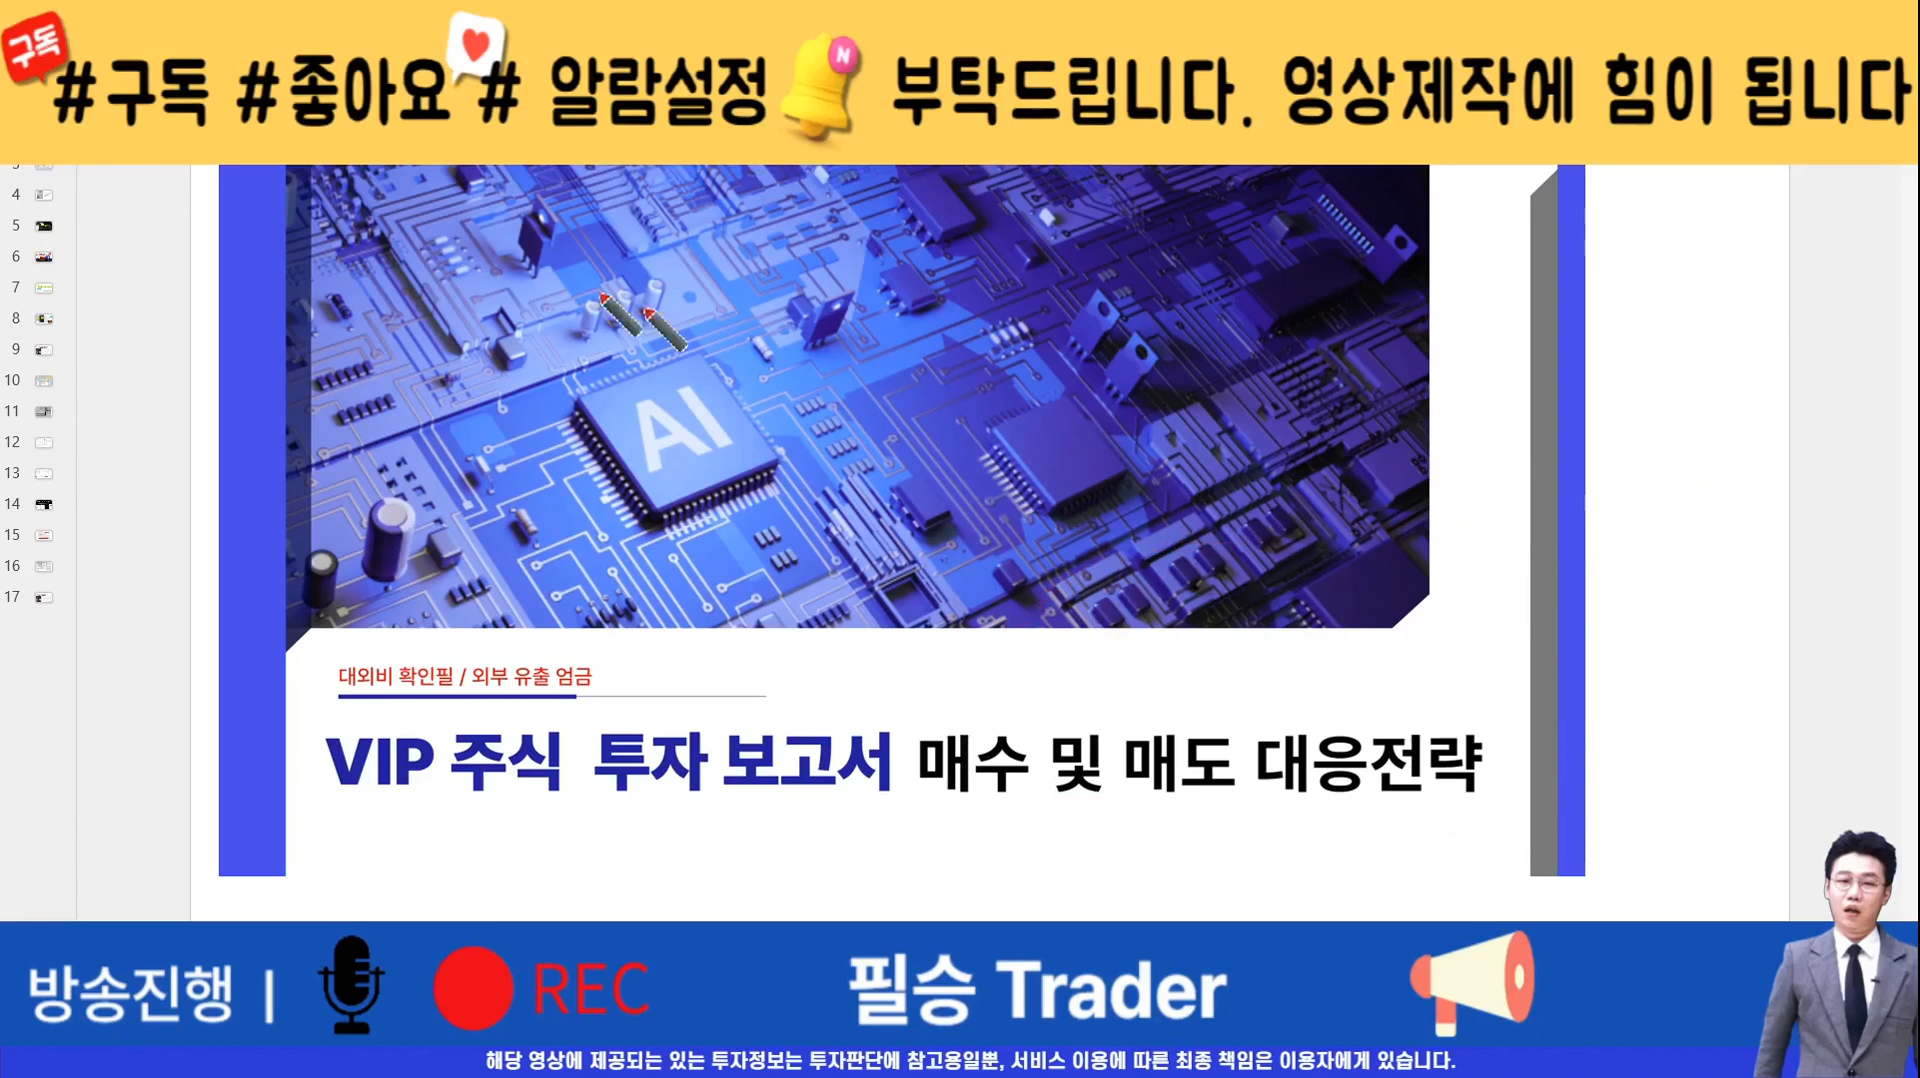 구독
#구독 #좋아요 # 알람설정 N 부탁드립니다. 영상제작에 힘이 됩니다
4
5
6
7
8
9
10
11
12
13
14
15
16
17
AI
대외비 확인필 / 외부 유출 엄금
VIP 주식 투자 보고서 매수 및 매도 대응전략
방송진행 | REC 필승 Trader
해당 영상에 제공되는 있는 투자정보는 투자판단에 참고용일뿐, 서비스 이용에 따른 최종 책임은 이용자에게 있습니다.